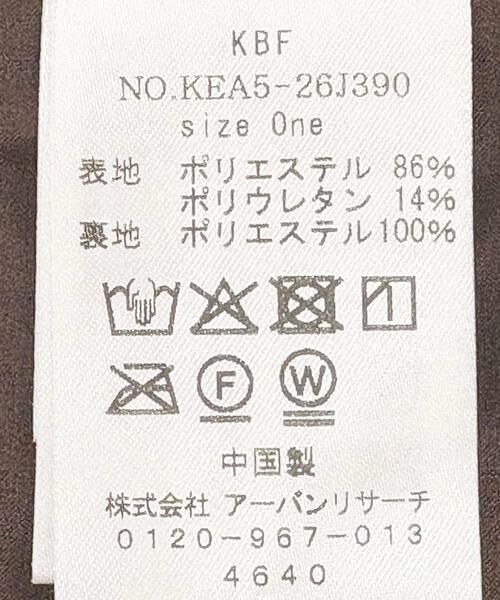 KBF
NO.KEA5-26J390
size One
表地 ポリエステル 86%
ポリウレタン 14%
裏地 ポリエステル100%
F W
中国製
株式会社 アーバンリサーチ
0120-967-013
4640